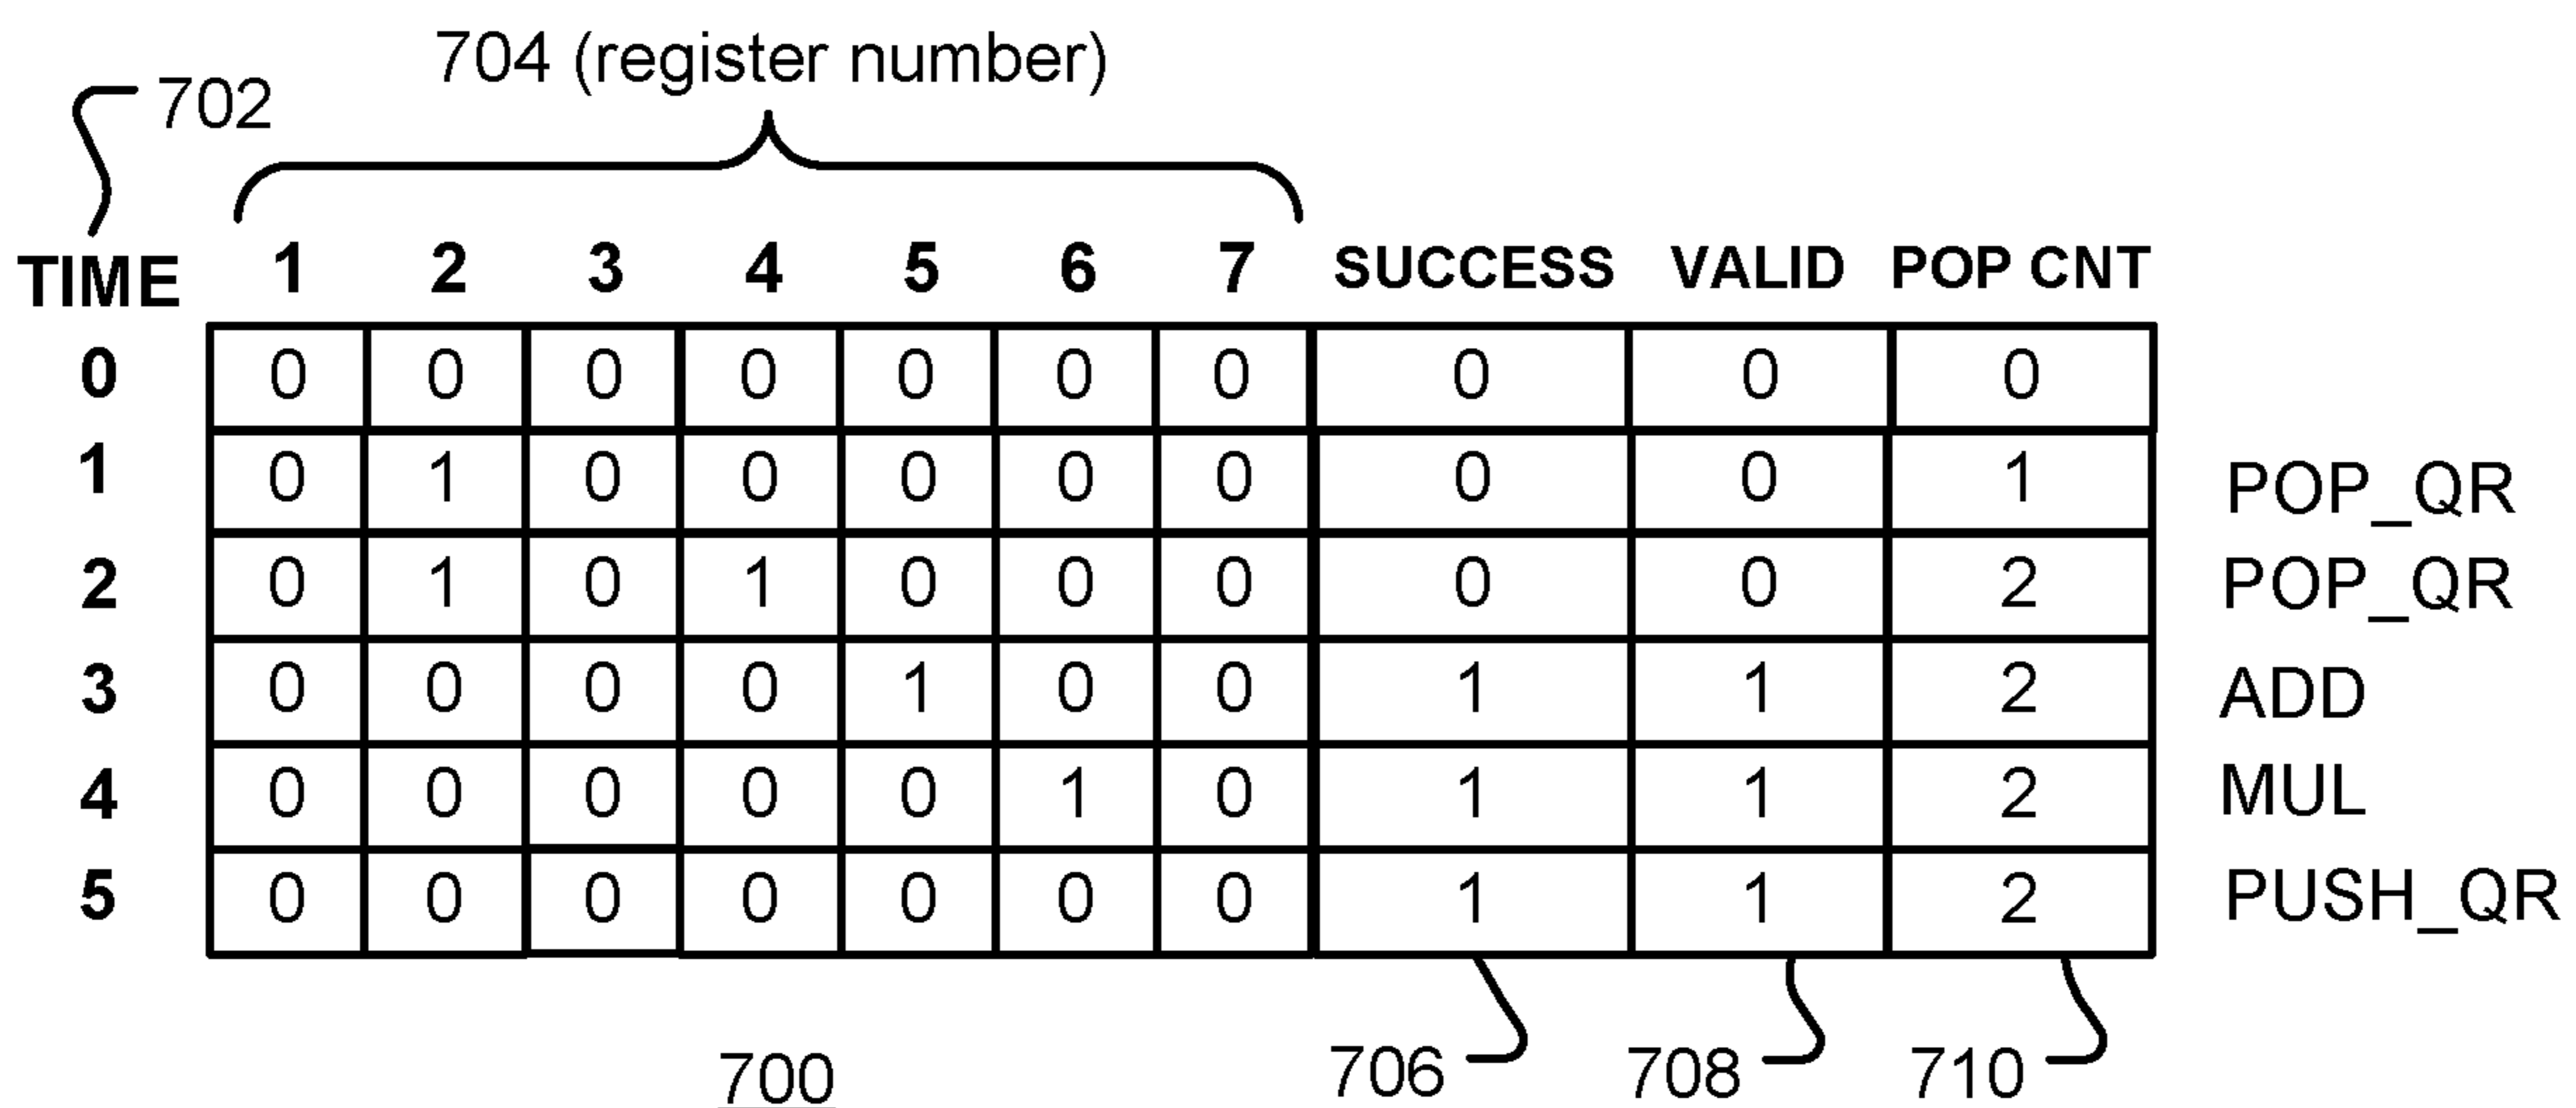 704 (register number)
702
TIME 1 2 3 4 5 6 7 SUCCESS VALID POP CNT
0 0 0 0 0 0 0 0 0 0 0
1 0 1 0 0 0 0 0 0 0 1 POP_QR
2 0 1 0 1 0 0 0 0 0 2 POP_QR
3 0 0 0 0 1 0 0 1 1 2 ADD
4 0 0 0 0 0 1 0 1 1 2 MUL
5 0 0 0 0 0 0 0 1 1 2 PUSH_QR
700 706 708 710